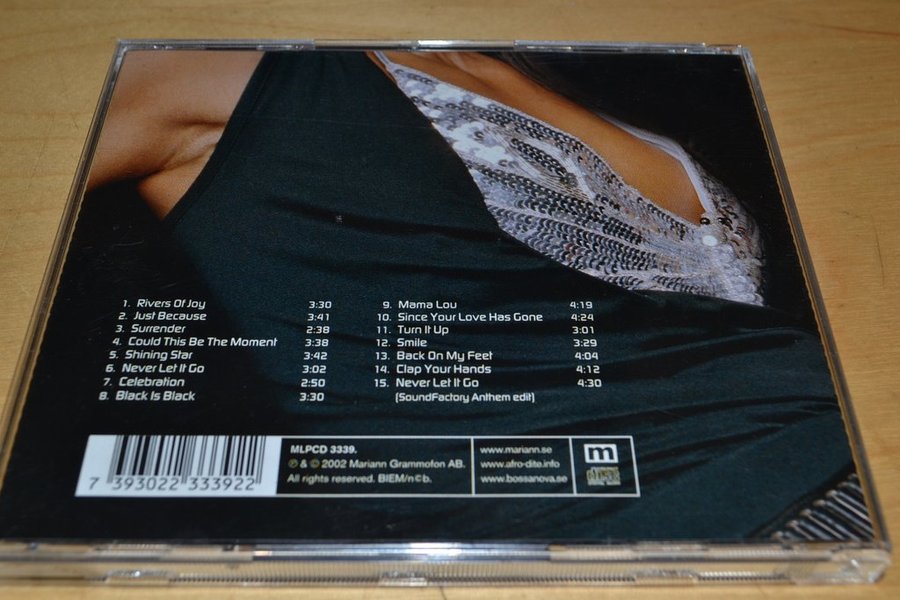 1. Rivers Of Joy 3:30
2. Just Because 3:41
3. Surrender 2:38
4. Could This Be The Moment 3:38
5. Shining Star 3:42
6. Never Let It Go 3:02
7. Celebration 2:50
8. Black Is Black 3:30
9. Mama Lou 4:19
10. Since Your Love Has Gone 4:24
11. Turn It Up 3:01
12. Smile 3:29
13. Back On My Feet 4:04
14. Clap Your Hands 4:12
15. Never Let It Go 4:30
(SoundFactory Anthem edit)
7 393022 333922
MLPCD 3339.
℗ & © 2002 Mariann Grammofon AB.
All rights reserved. BIEM/n©b.
www.mariann.se
www.afro-dite.info
www.bossanova.se
m